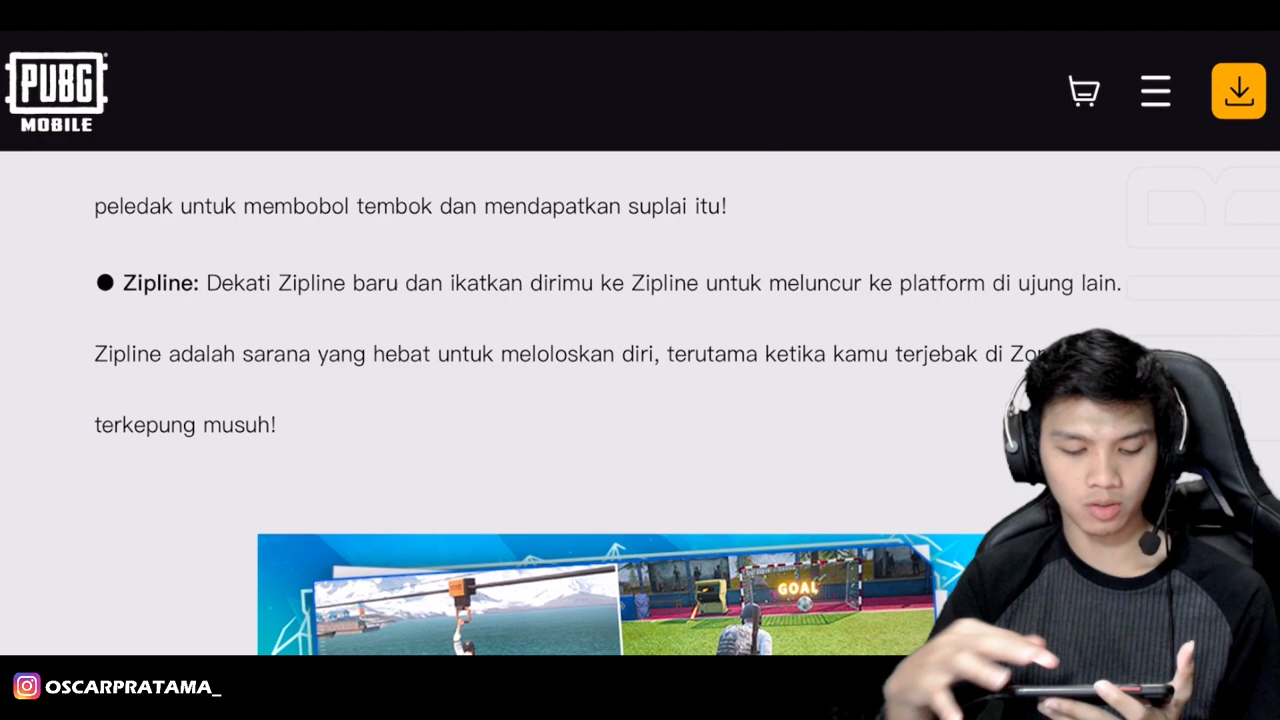 PUBG
MOBILE
peledak untuk membobol tembok dan mendapatkan suplai itu!
● Zipline: Dekati Zipline baru dan ikatkan dirimu ke Zipline untuk meluncur ke platform di ujung lain.
Zipline adalah sarana yang hebat untuk meloloskan diri, terutama ketika kamu terjebak di
terkepung musuh!
GOAL
OSCARPRATAMA_